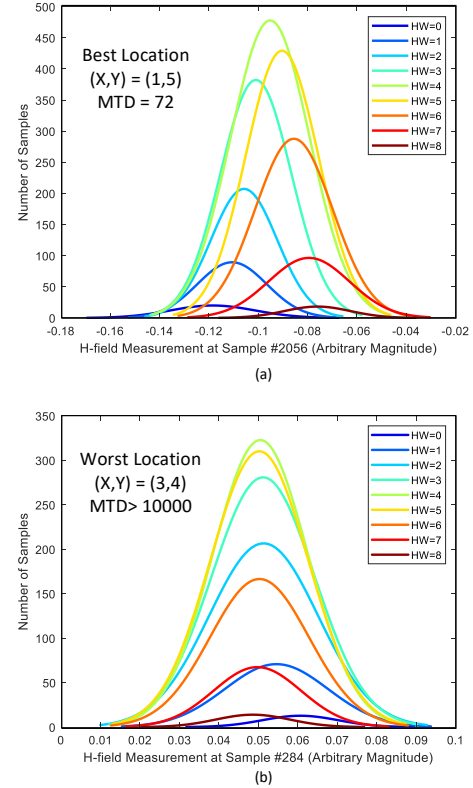 500
450
400
350
300
250
200
150
100
50
0
Number of Samples
Best Location
(X,Y) = (1,5)
MTD = 72
HW=0
HW=1
HW=2
HW=3
HW=4
HW=5
HW=6
HW=7
HW=8
-0.18 -0.16 -0.14 -0.12 -0.1 -0.08 -0.06 -0.04 -0.02
H-field Measurement at Sample #2056 (Arbitrary Magnitude)
(a)
350
300
250
200
150
100
50
0
Number of Samples
Worst Location
(X,Y) = (3,4)
MTD> 10000
HW=0
HW=1
HW=2
HW=3
HW=4
HW=5
HW=6
HW=7
HW=8
0 0.01 0.02 0.03 0.04 0.05 0.06 0.07 0.08 0.09 0.1
H-field Measurement at Sample #284 (Arbitrary Magnitude)
(b)